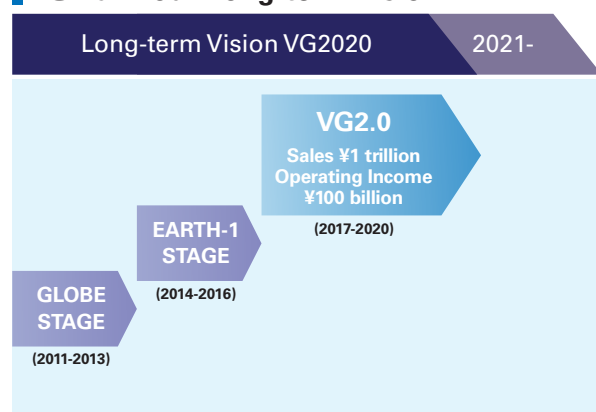 Long-term Vision VG2020
2021-
VG2.0
Sales ¥1 trillion
Operating Income
¥100 billion
(2017-2020)
EARTH-1
STAGE
(2014-2016)
GLOBE
STAGE
(2011-2013)